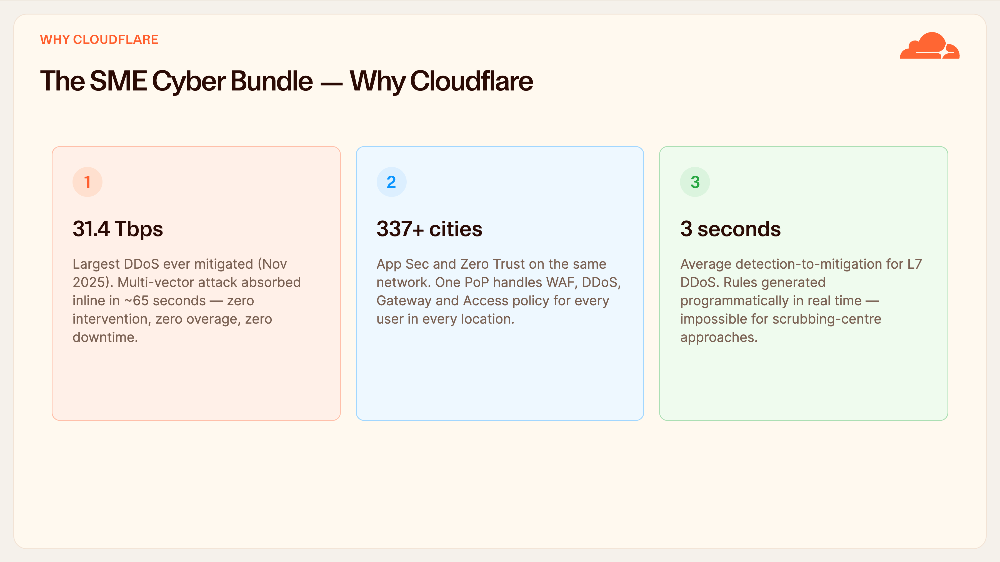 WHY CLOUDFLARE
The SME Cyber Bundle — Why Cloudflare
1
31.4 Tbps
Largest DDoS ever mitigated (Nov
2025). Multi-vector attack absorbed
inline in ~65 seconds — zero
intervention, zero overage, zero
downtime.
2
337+ cities
App Sec and Zero Trust on the same
network. One PoP handles WAF, DDoS,
Gateway and Access policy for every
user in every location.
3
3 seconds
Average detection-to-mitigation for L7
DDoS. Rules generated
programmatically in real time —
impossible for scrubbing-centre
approaches.